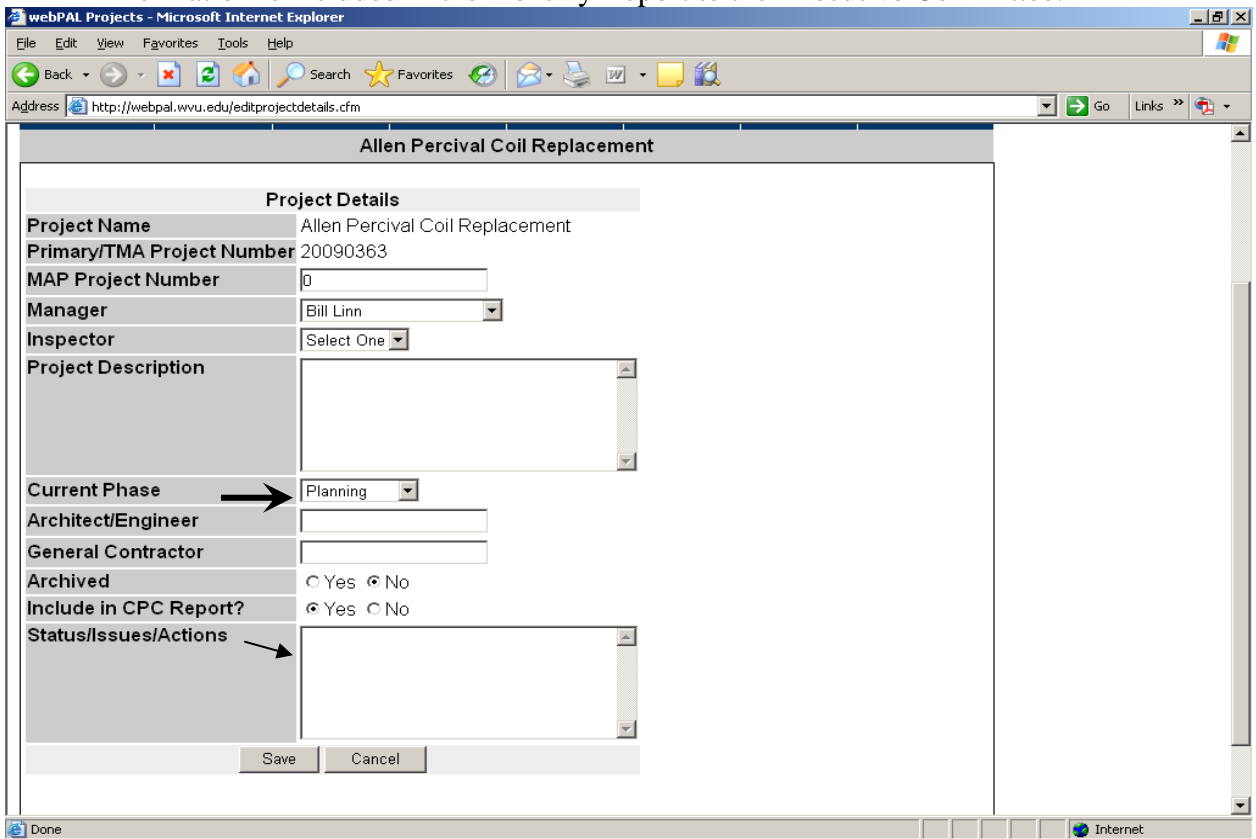 webPAL Projects - Microsoft Internet Explorer
File Edit View Favorites Tools Help
Back Search Favorites
Address http://webpal.wvu.edu/editprojectdetails.cfm Go Links »
Allen Percival Coil Replacement
Project Details
Project Name Allen Percival Coil Replacement
Primary/TMA Project Number 20090363
MAP Project Number 0
Manager Bill Linn
Inspector Select One
Project Description
Current Phase Planning
Architect/Engineer
General Contractor
Archived Yes No
Include in CPC Report? Yes No
Status/Issues/Actions
Save Cancel
Done Internet